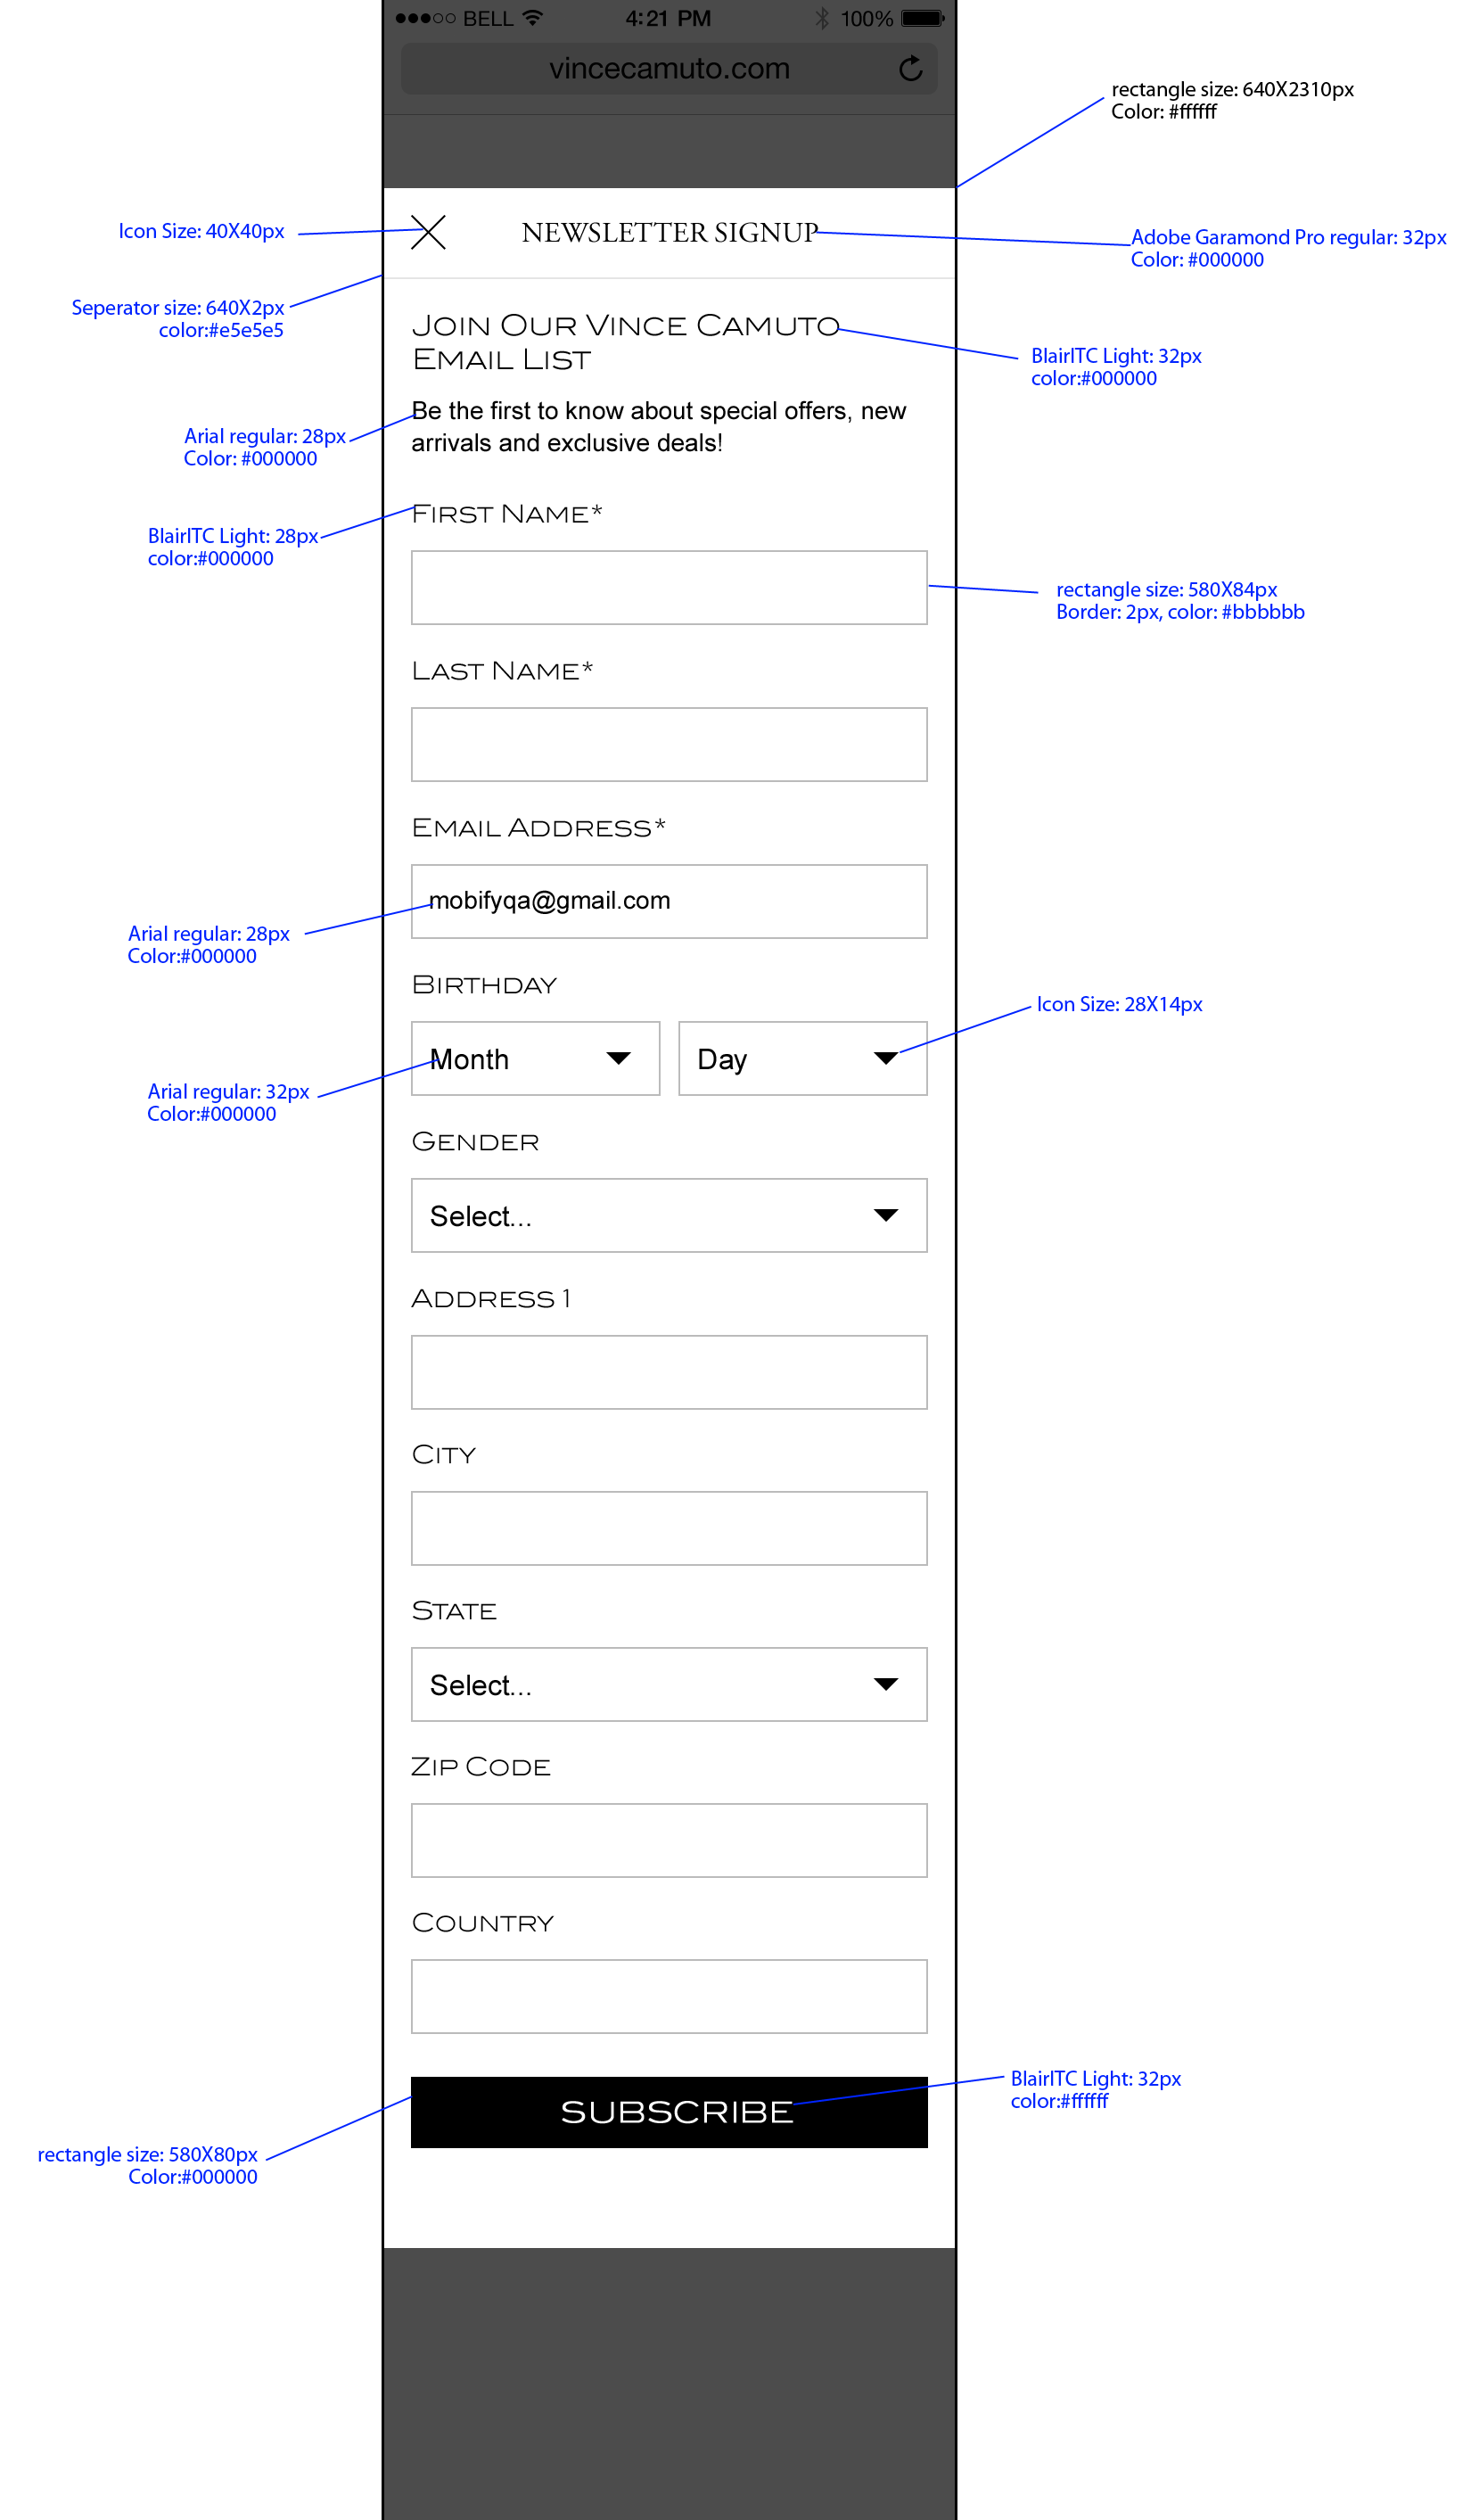 BELL 4:21 PM 100%
vincecamuto.com
rectangle size: 640X2310px
Color: #ffffff
Icon Size: 40X40px
NEWSLETTER SIGNUP
Adobe Garamond Pro regular: 32px
Color: #000000
Seperator size: 640X2px
color:#e5e5e5
Join Our Vince Camuto
Email List
BlairITC Light: 32px
color:#000000
Be the first to know about special offers, new
arrivals and exclusive deals!
Arial regular: 28px
Color: #000000
First Name*
BlairITC Light: 28px
color:#000000
rectangle size: 580X84px
Border: 2px, color: #bbbbbb
Last Name*
Email Address*
mobifyqa@gmail.com
Arial regular: 28px
Color:#000000
Birthday
Icon Size: 28X14px
Month
Day
Arial regular: 32px
Color:#000000
Gender
Select...
Address 1
City
State
Select...
Zip Code
Country
BlairITC Light: 32px
color:#ffffff
SUBSCRIBE
rectangle size: 580X80px
Color:#000000